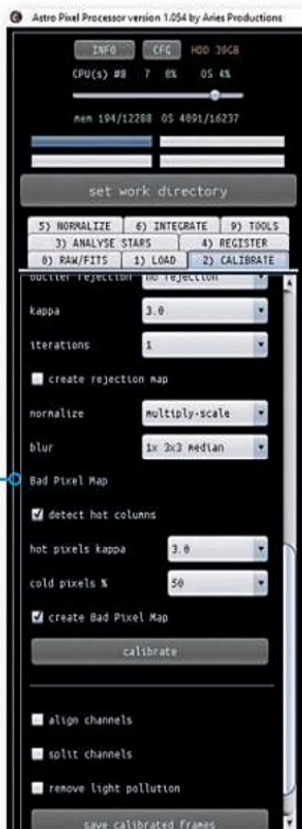 Astro Pixel Processor version 1.054 by Aries Productions
INFO CFG HDD 39GB
CPU(s) #8 7 8% OS 4%
mem 194/12288 OS 4091/16237
set work directory
5) NORMALIZE 6) INTEGRATE 9) TOOLS
3) ANALYSE STARS 4) REGISTER
0) RAW/FITS 1) LOAD 2) CALIBRATE
outlier rejection no rejection
kappa 3.0
iterations 1
create rejection map
normalize multiply-scale
blur 1x 3x3 median
Bad Pixel Map
detect hot columns
hot pixels kappa 3.0
cold pixels % 50
create Bad Pixel Map
calibrate
align channels
split channels
remove light pollution
save calibrated frames